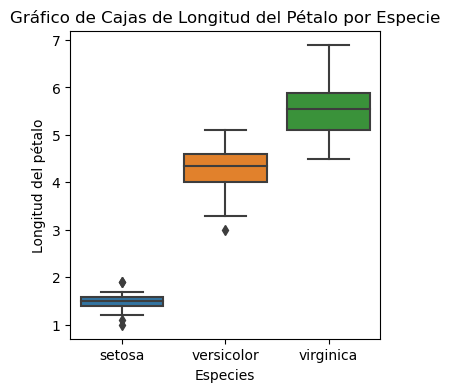 Gráfico de Cajas de Longitud del Pétalo por Especie
7
6
5
4
3
2
1
Longitud del pétalo
setosa versicolor virginica
Especies